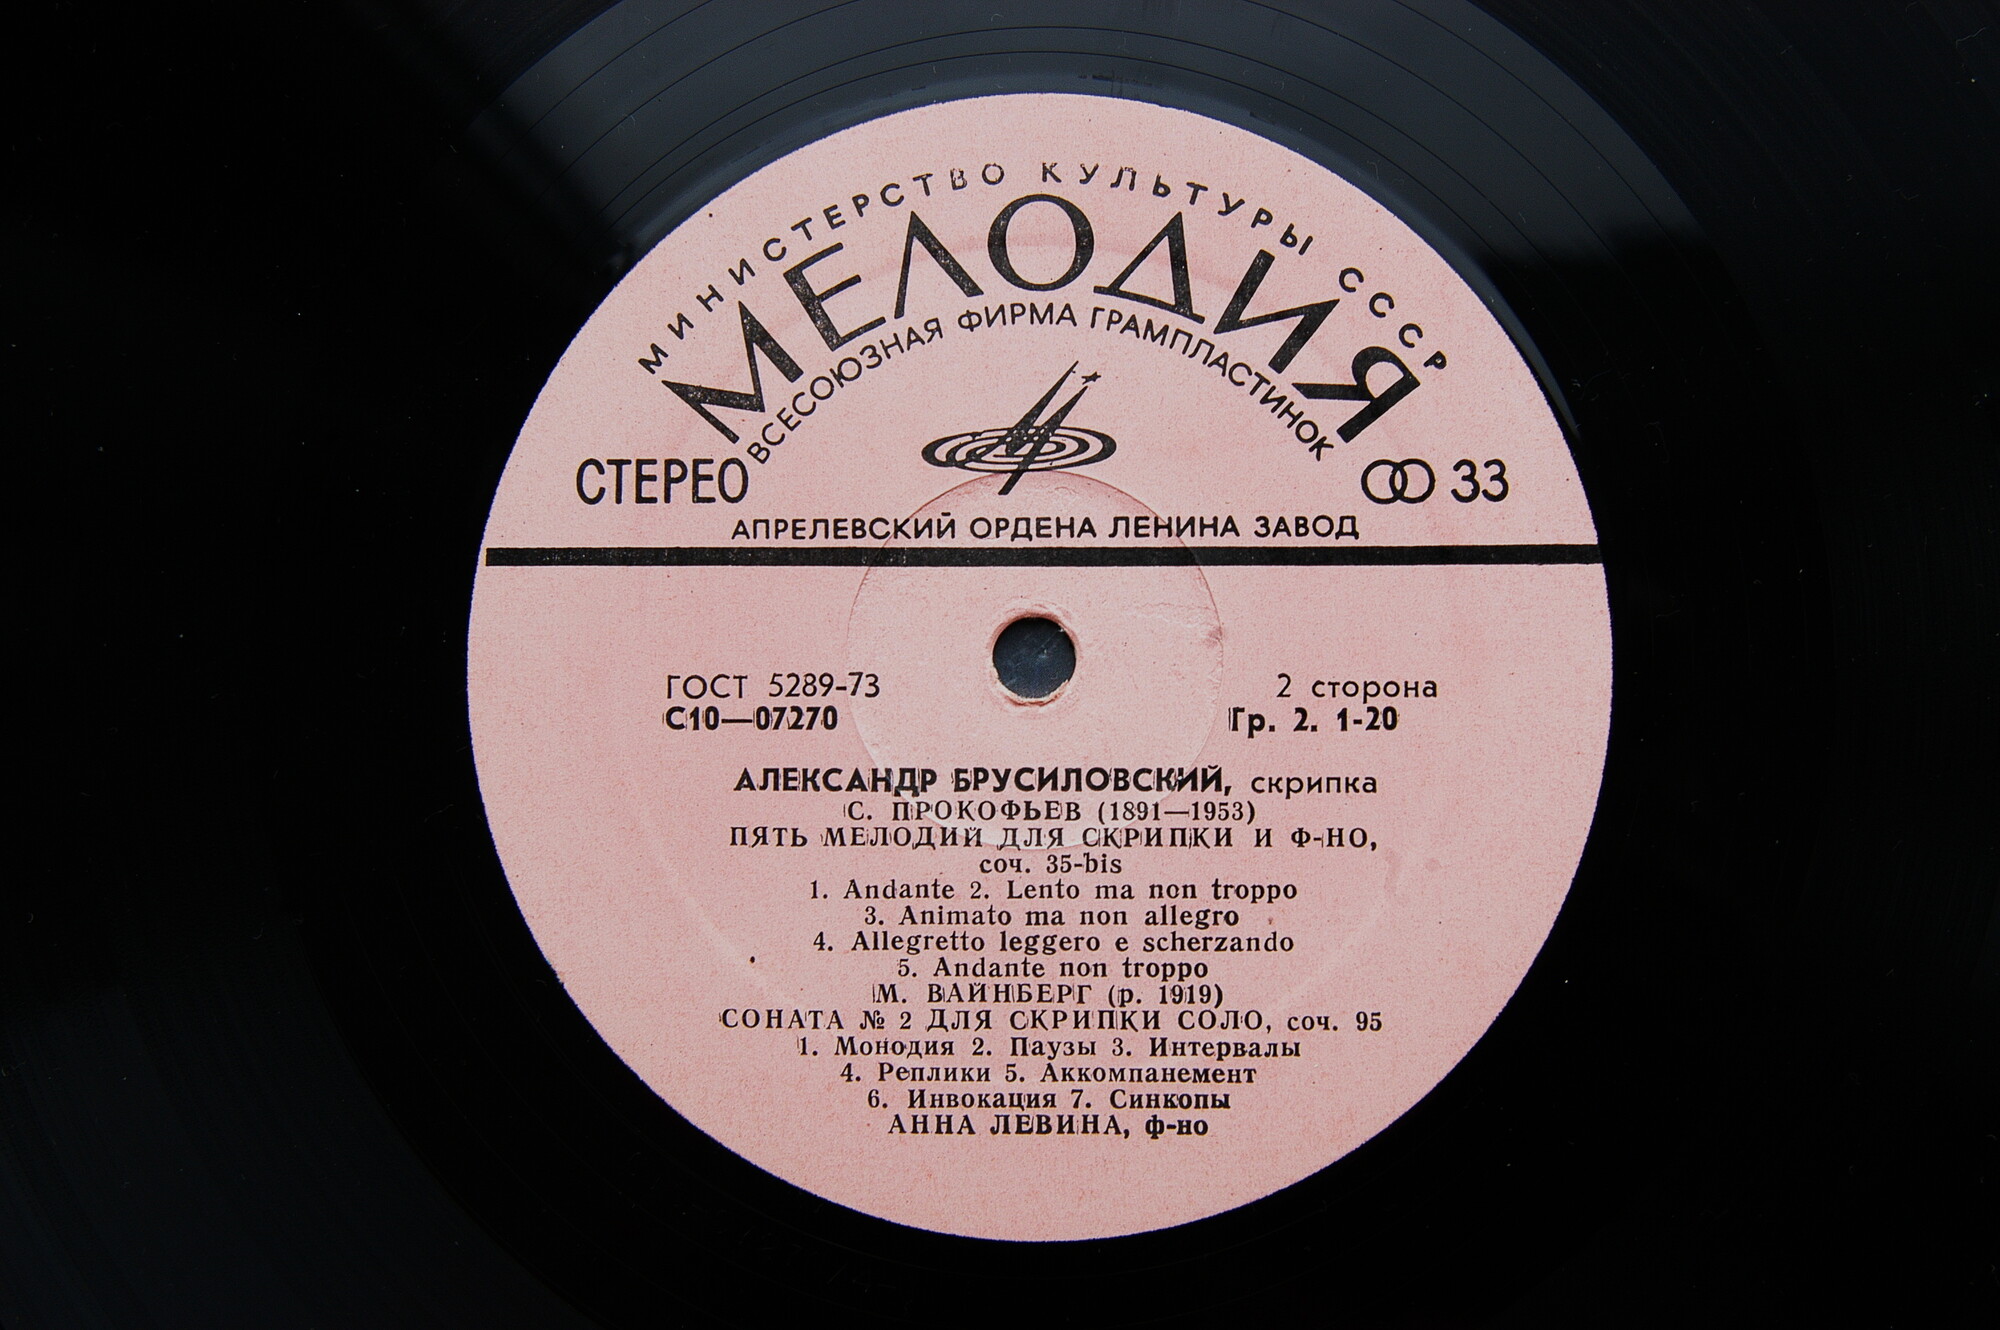 МИНИСТЕРСТВО КУЛЬТУРЫ СССР
МЕЛОДИЯ
ВСЕСОЮЗНАЯ ФИРМА ГРАМПЛАСТИНОК
СТЕРЕО 33
АПРЕЛЕВСКИЙ ОРДЕНА ЛЕНИНА ЗАВОД
ГОСТ 5289-73 2 сторона
С10—07270 Гр. 2. 1-20
АЛЕКСАНДР БРУСИЛОВСКИЙ, скрипка
С. ПРОКОФЬЕВ (1891—1953)
ПЯТЬ МЕЛОДИЙ ДЛЯ СКРИПКИ И Ф-НО,
соч. 35-bis
1. Andante 2. Lento ma non troppo
3. Animato ma non allegro
4. Allegretto leggero e scherzando
5. Andante non troppo
М. ВАЙНБЕРГ (р. 1919)
СОНАТА № 2 ДЛЯ СКРИПКИ СОЛО, соч. 95
1. Монодия 2. Паузы 3. Интервалы
4. Реплики 5. Аккомпанемент
6. Инвокация 7. Синкопы
АННА ЛЕВИНА, ф-но